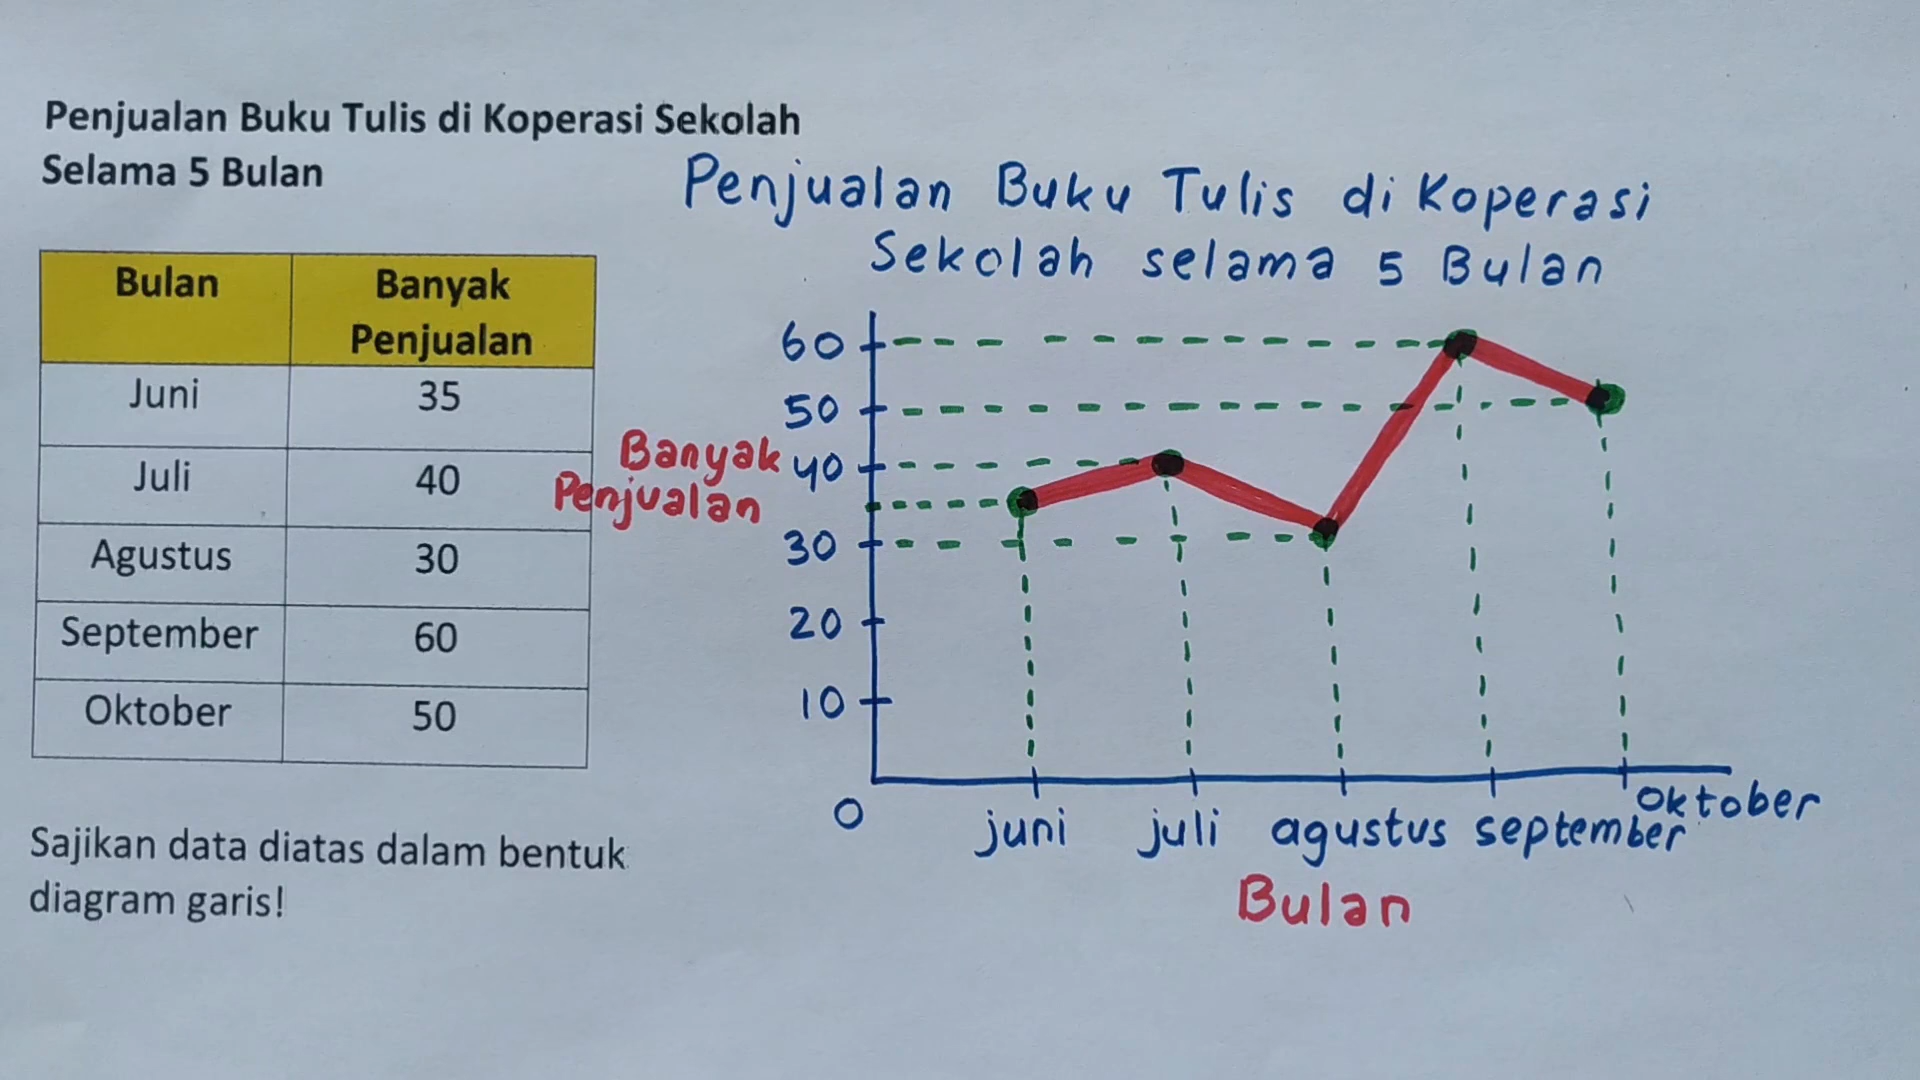 Penjualan Buku Tulis di Koperasi Sekolah
Selama 5 Bulan
Bulan Banyak Penjualan
Juni 35
Juli 40
Agustus 30
September 60
Oktober 50
Sajikan data diatas dalam bentuk
diagram garis!
Penjualan Buku Tulis di Koperasi
Sekolah selama 5 Bulan
Banyak
Penjualan
60
50
40
30
20
10
0
juni juli agustus september oktober
Bulan